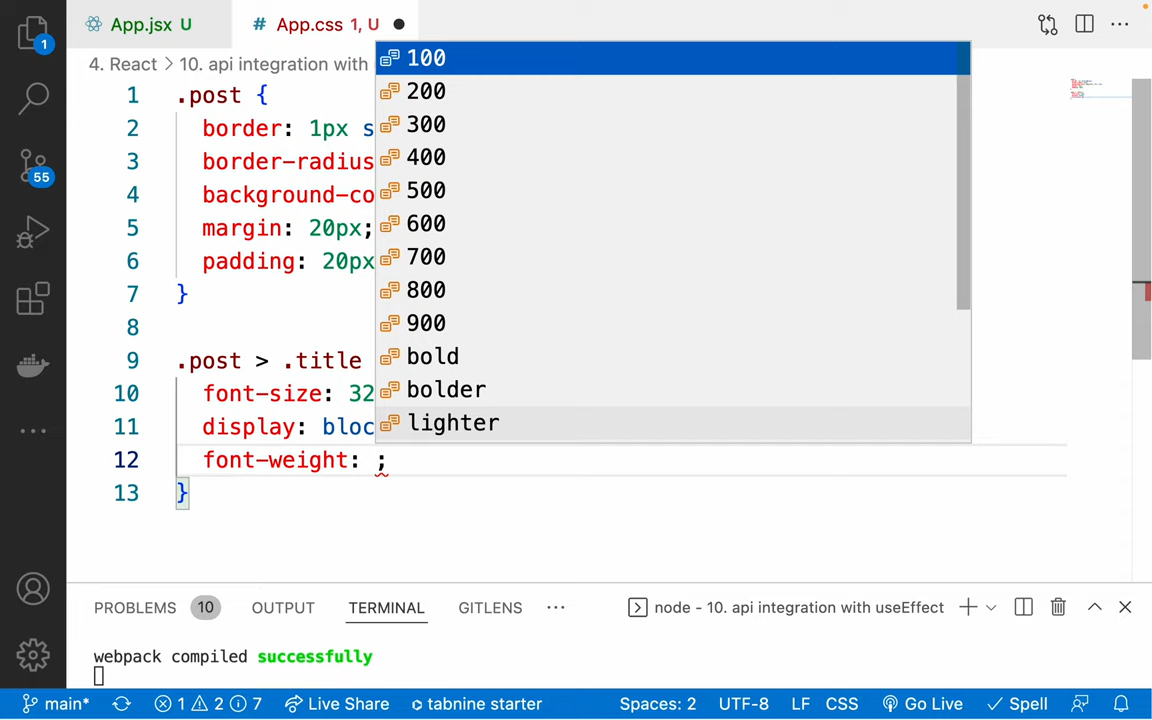 App.jsx U
# App.css 1, U
4. React > 10. api integration with
1 .post {
2 border: 1px s
3 border-radius
4 background-co
5 margin: 20px;
6 padding: 20px
7 }
8
9 .post > .title
10 font-size: 32
11 display: bloc
12 font-weight: ;
13 }
100
200
300
400
500
600
700
800
900
bold
bolder
lighter
1
55
PROBLEMS 10 OUTPUT TERMINAL GITLENS ··· node - 10. api integration with useEffect
webpack compiled successfully
main* 1 2 7 Live Share tabnine starter Spaces: 2 UTF-8 LF CSS Go Live Spell